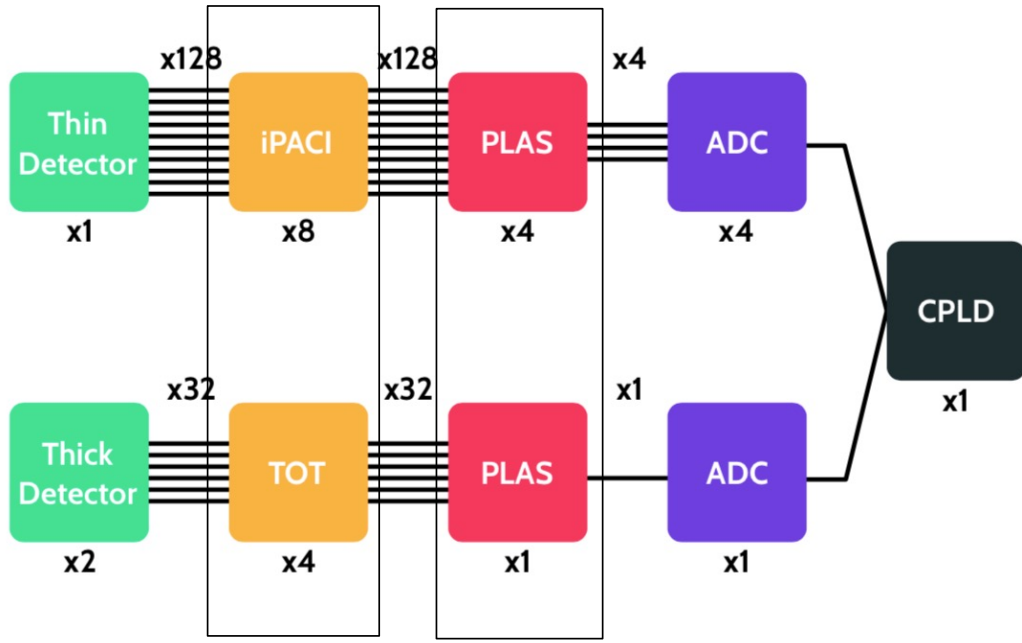 x128
x128
x4
Thin
Detector
iPACI
PLAS
ADC
x1
x8
x4
x4
CPLD
x1
x32
x32
x1
Thick
Detector
TOT
PLAS
ADC
x2
x4
x1
x1